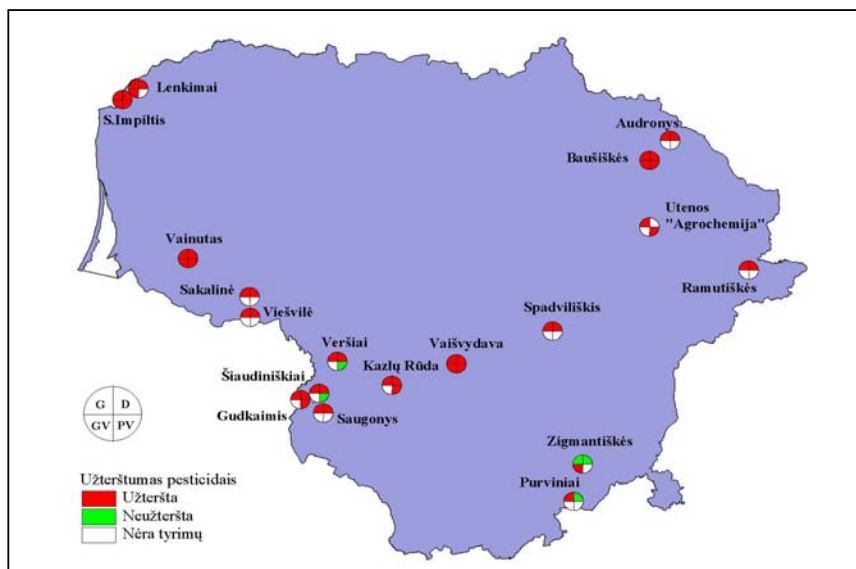 Lenkimai
S.Impiltis
Audronys
Baušiškės
Utenos
"Agrochemija"
Vainutas
Ramutiškės
Sakalinė
Viešvilė
Spadviliškis
Veršiai
Vaišvydava
Kazlų Rūda
Šiaudiniškiai
Gudkaimis
Saugonys
G D
GV PV
Zigmantiškės
Purviniai
Užterštumas pesticidais
Užteršta
Neužteršta
Nėra tyrimų